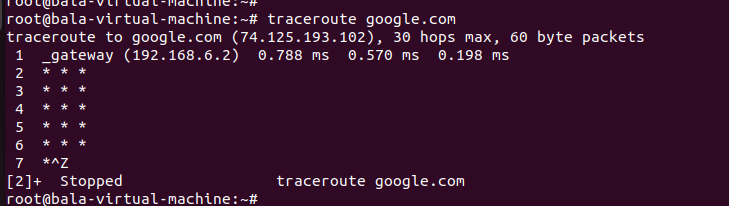 root@bala-virtual-machine:~#
root@bala-virtual-machine:~# traceroute google.com
traceroute to google.com (74.125.193.102), 30 hops max, 60 byte packets
 1  _gateway (192.168.6.2)  0.788 ms  0.570 ms  0.198 ms
 2  * * *
 3  * * *
 4  * * *
 5  * * *
 6  * * *
 7  *^Z
[2]+  Stopped                 traceroute google.com
root@bala-virtual-machine:~#